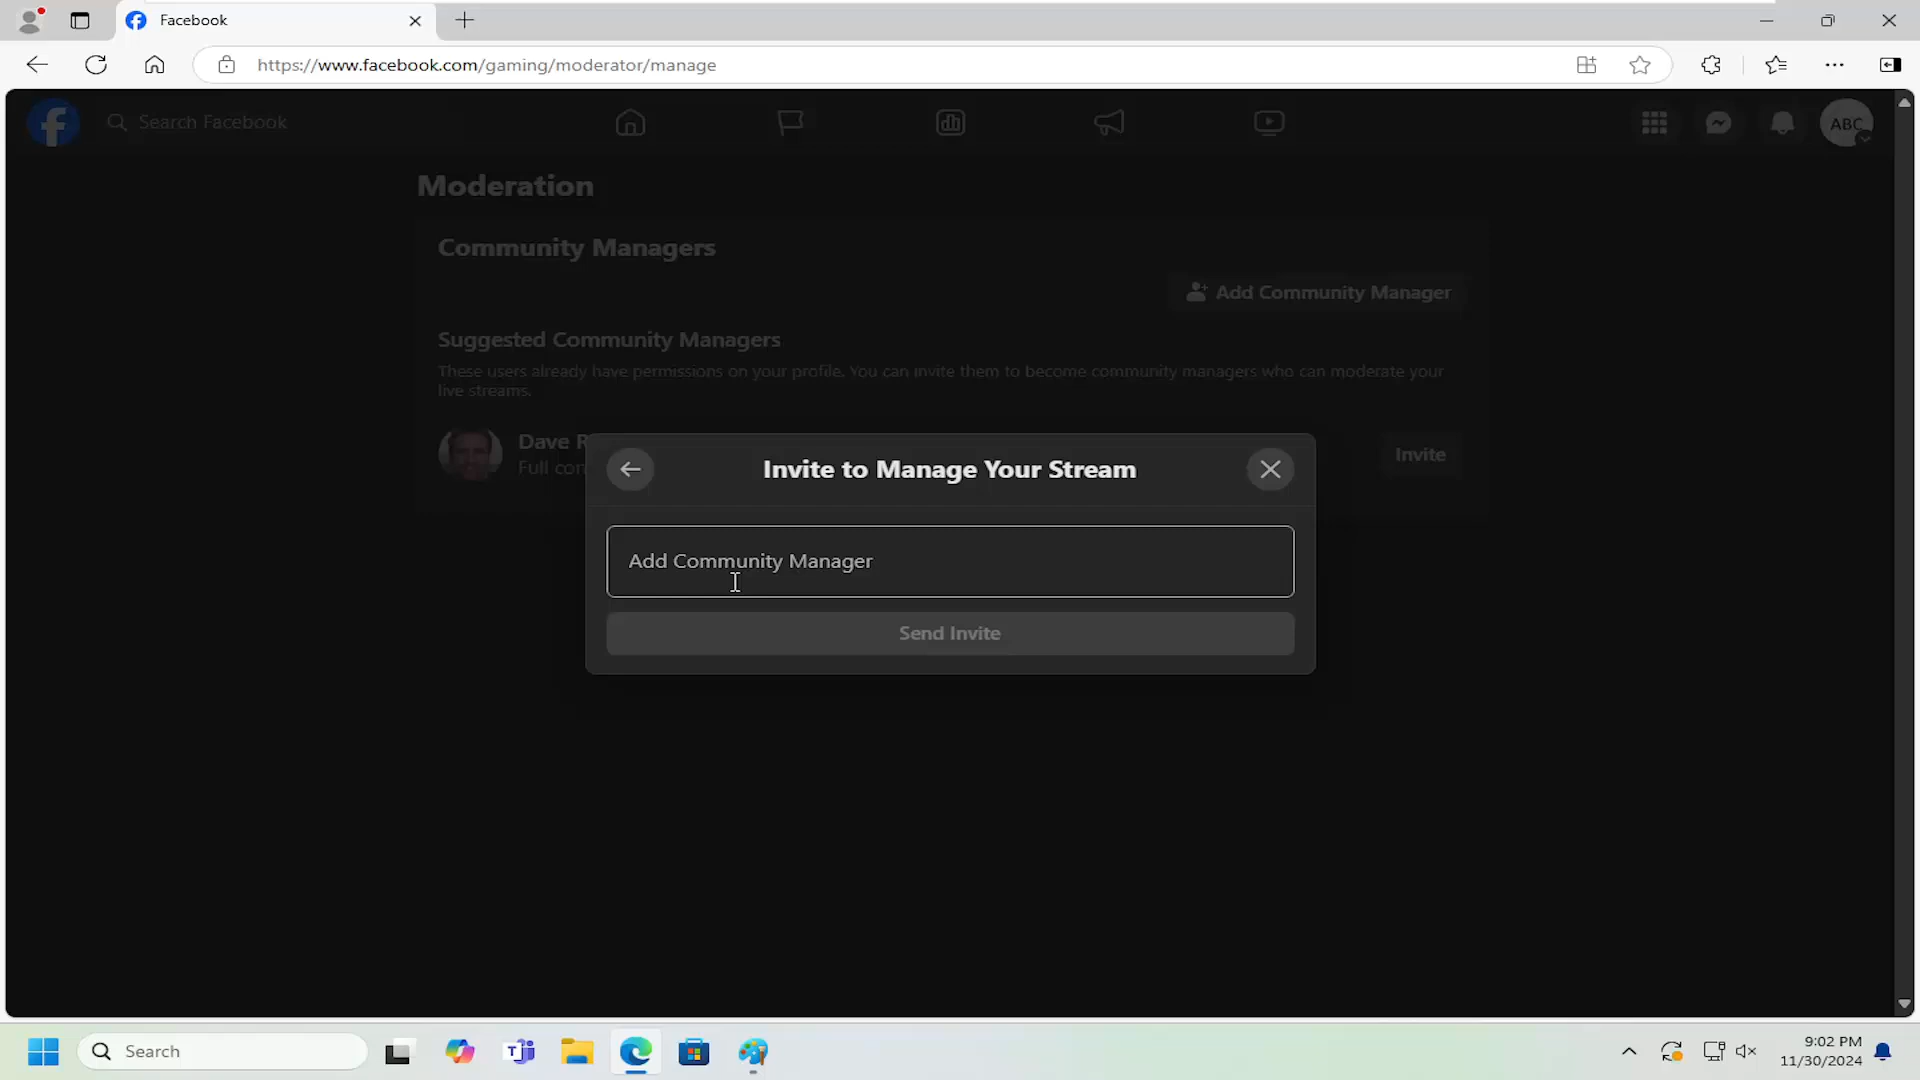 Facebook
https://www.facebook.com/gaming/moderator/manage
Search Facebook
ABC
Moderation
Community Managers
Add Community Manager
Suggested Community Managers
These users already have permissions on your profile. You can invite them to become community managers who can moderate your
live streams.
Dave R
Full con
Invite
Invite to Manage Your Stream
Add Community Manager
Send Invite
Search
9:02 PM
11/30/2024